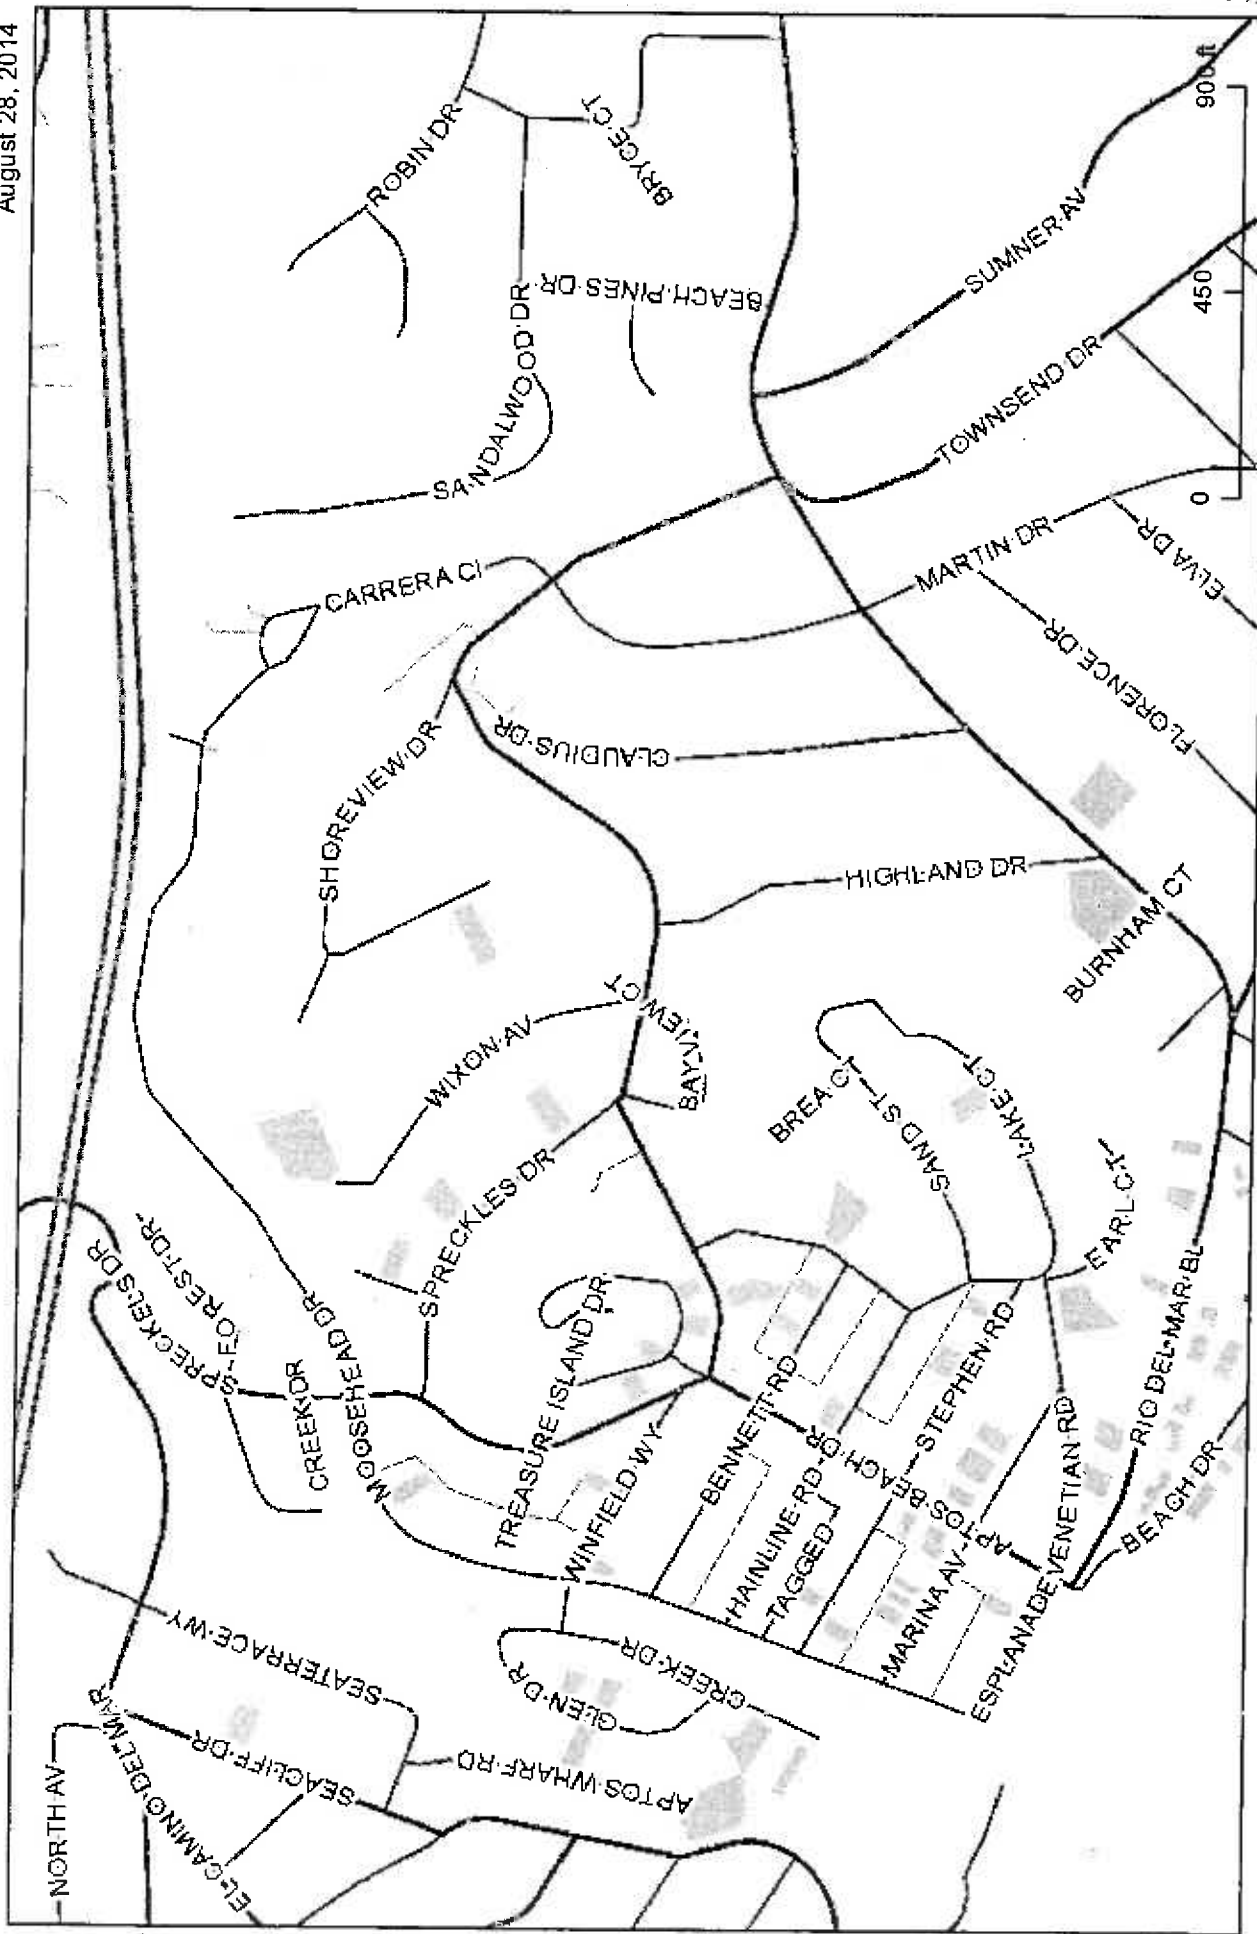 August 28, 2014
ROBIN DR
BRYCE CT
BEACH PINES DR
SANDALWOOD DR
SUMNER AV
TOWNSEND DR
900 ft
450
0
CARRERA CI
MARTIN DR
ELVA DR
FLORENCE DR
SHOREVIEW DR
CLAUDIUS DR
HIGHLAND DR
BURNHAM CT
WIXON AV
BAYVIEW CT
BREA CT
SAND ST
LAKE CT
EARL CT
SPRECKLES DR
SPRECKELS DR
FOREST DR
CREEK DR
MOOSEHEAD DR
TREASURE ISLAND DR
WINFIELD WY
BENNETT RD
HAINLINE RD
TAGGED
STEPHEN RD
APTOS BEACH DR
MARINA AV
VENETIAN RD
ESPLANADE
RIO DEL MAR BL
BEACH DR
SEATERRACE WY
GLEN DR
CREEK DR
NORTH AV
EL CAMINO DEL MAR
SEACLIFF DR
APTOS WHARF RD